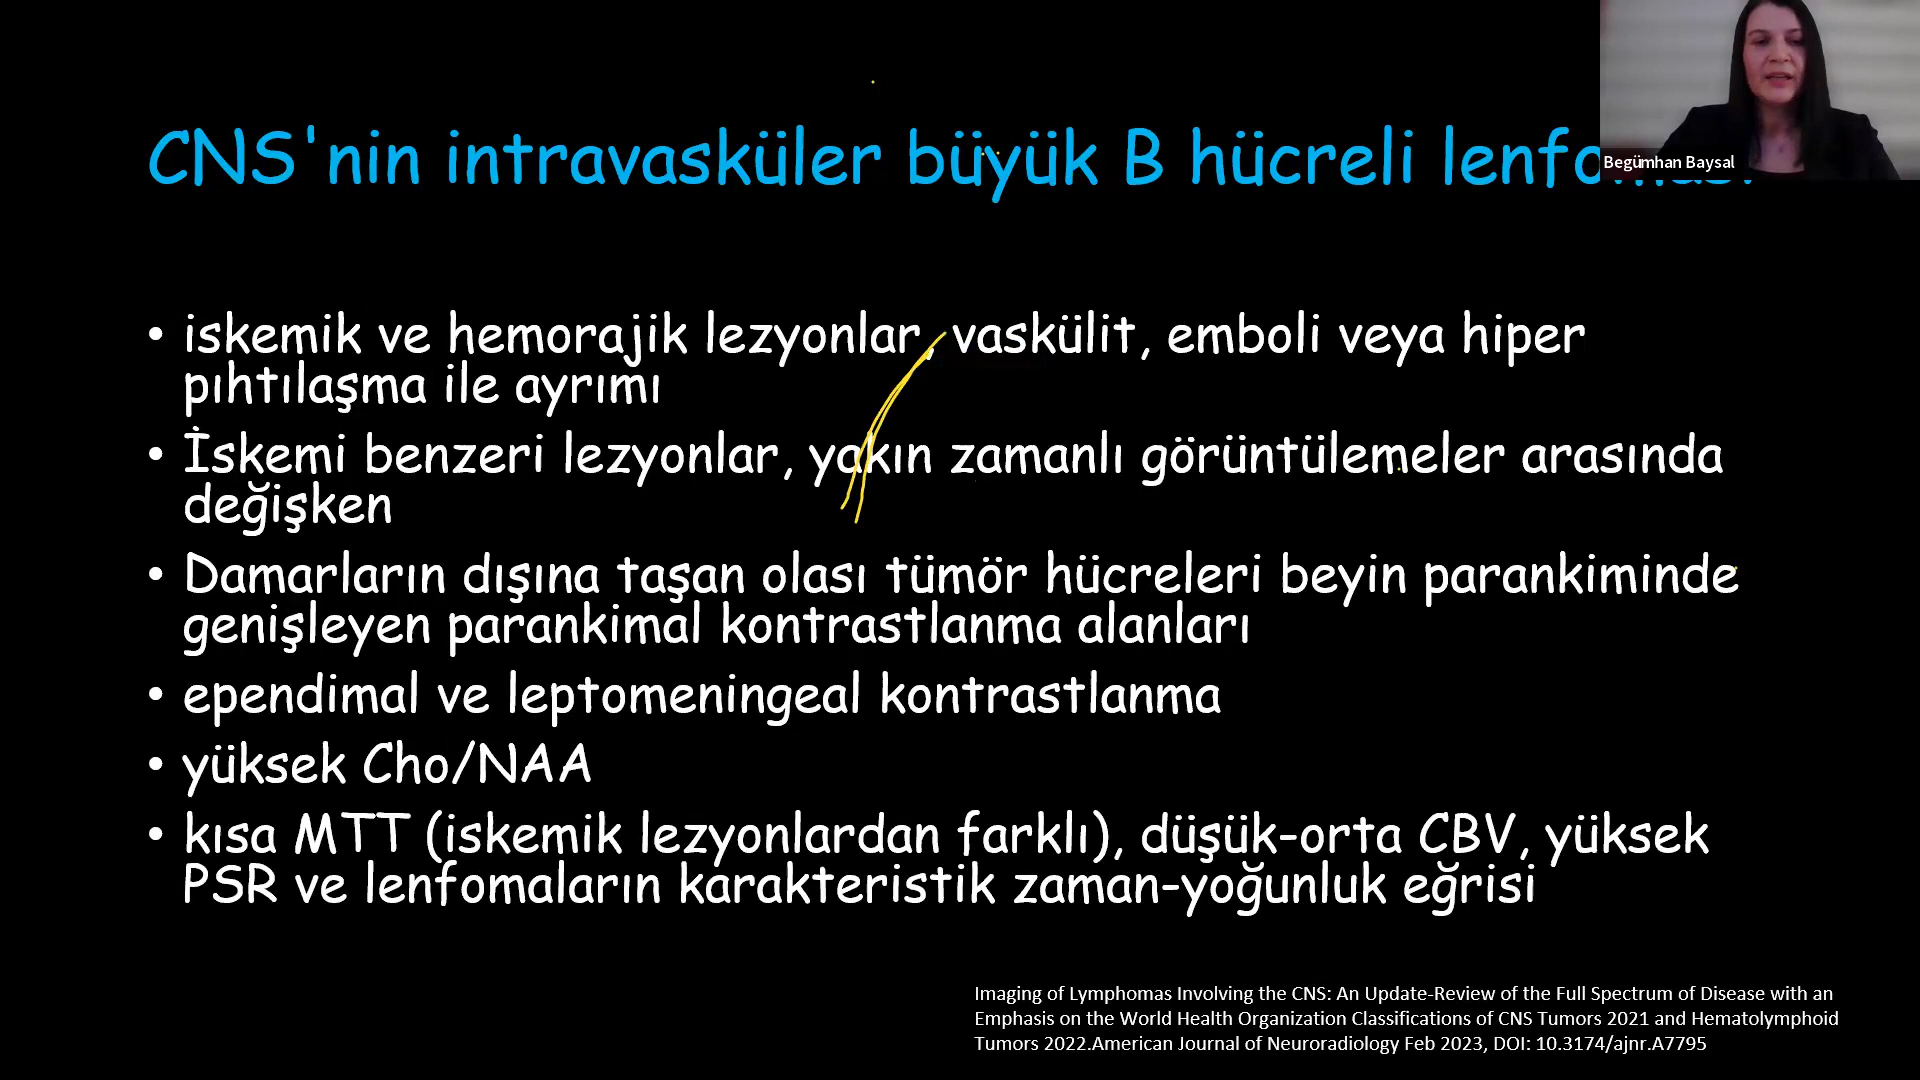 CNS'nin intravasküler büyük B hücreli lenfo
Begümhan Baysal
• iskemik ve hemorajik lezyonlar, vaskülit, emboli veya hiper
pıhtılaşma ile ayrımı
• İskemi benzeri lezyonlar, yakın zamanlı görüntülemeler arasında
değişken
• Damarların dışına taşan olası tümör hücreleri beyin parankiminde
genişleyen parankimal kontrastlanma alanları
• ependimal ve leptomeningeal kontrastlanma
• yüksek Cho/NAA
• kısa MTT (iskemik lezyonlardan farklı), düşük-orta CBV, yüksek
PSR ve lenfomaların karakteristik zaman-yoğunluk eğrisi
Imaging of Lymphomas Involving the CNS: An Update-Review of the Full Spectrum of Disease with an
Emphasis on the World Health Organization Classifications of CNS Tumors 2021 and Hematolymphoid
Tumors 2022.American Journal of Neuroradiology Feb 2023, DOI: 10.3174/ajnr.A7795